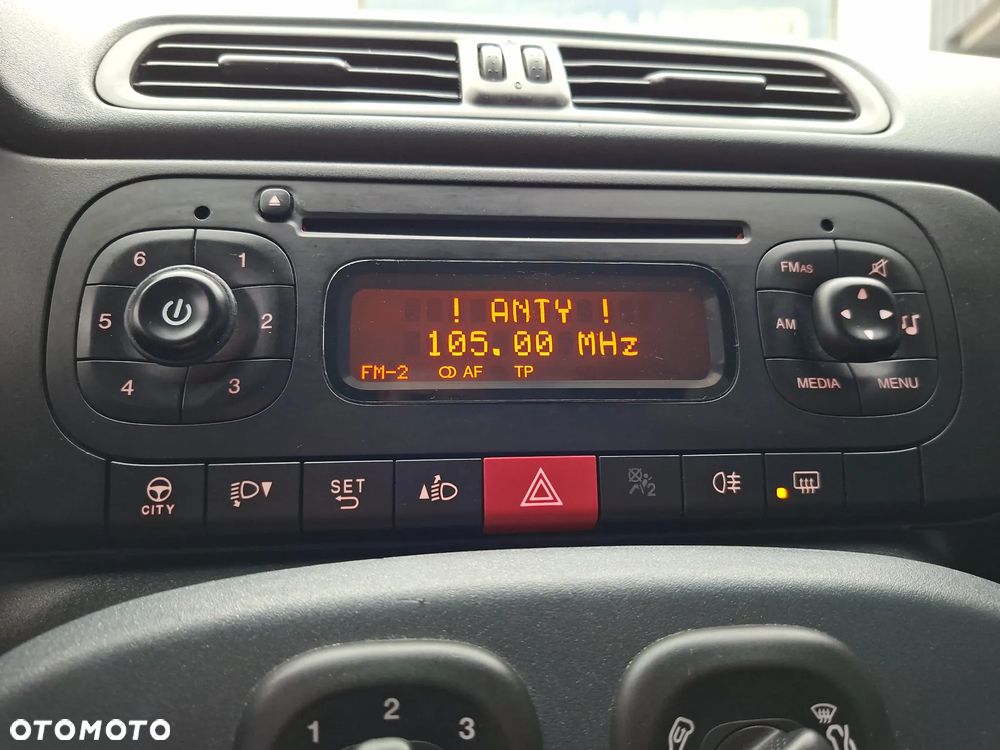 6 1
5 2
4 3
! ANTY !
105.00 MHz
FM-2 AF TP
FMAS
AM
MEDIA MENU
CITY
SET
2
1 2 3
OTOMOTO